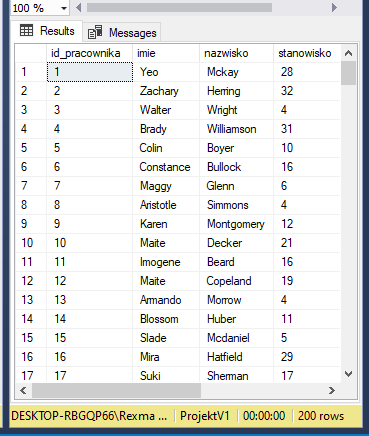 100 %
Results Messages
id_pracownika imie nazwisko stanowisko
1 1 Yeo Mckay 28
2 2 Zachary Herring 32
3 3 Walter Wright 4
4 4 Brady Williamson 31
5 5 Colin Boyer 10
6 6 Constance Bullock 16
7 7 Maggy Glenn 6
8 8 Aristotle Simmons 4
9 9 Karen Montgomery 12
10 10 Maite Decker 21
11 11 Imogene Beard 16
12 12 Maite Copeland 19
13 13 Armando Morrow 4
14 14 Blossom Huber 11
15 15 Slade Mcdaniel 5
16 16 Mira Hatfield 29
17 17 Suki Sherman 17
DESKTOP-RBGQP66\Rexma ... ProjektV1 00:00:00 200 rows